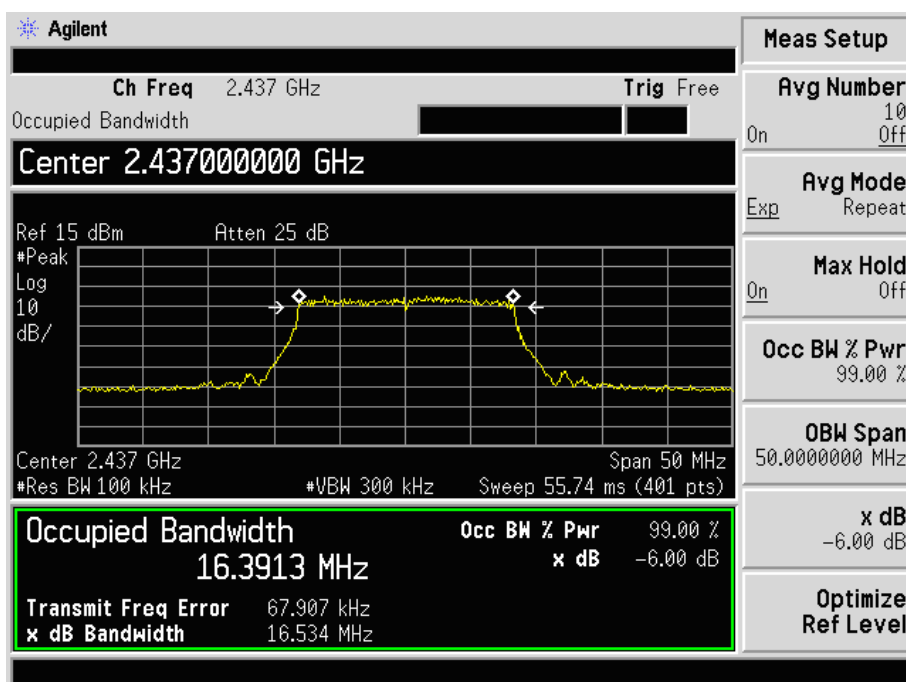 Agilent
Ch Freq 2.437 GHz Trig Free
Occupied Bandwidth
Center 2.437000000 GHz
Ref 15 dBm Atten 25 dB
#Peak
Log
10
dB/
Center 2.437 GHz Span 50 MHz
#Res BW 100 kHz #VBW 300 kHz Sweep 55.74 ms (401 pts)
Occupied Bandwidth
16.3913 MHz
Occ BW % Pwr 99.00 %
x dB -6.00 dB
Transmit Freq Error 67.907 kHz
x dB Bandwidth 16.534 MHz
Meas Setup
Avg Number
10
On Off
Avg Mode
Exp Repeat
Max Hold
On Off
Occ BW % Pwr
99.00 %
OBW Span
50.0000000 MHz
x dB
-6.00 dB
Optimize
Ref Level